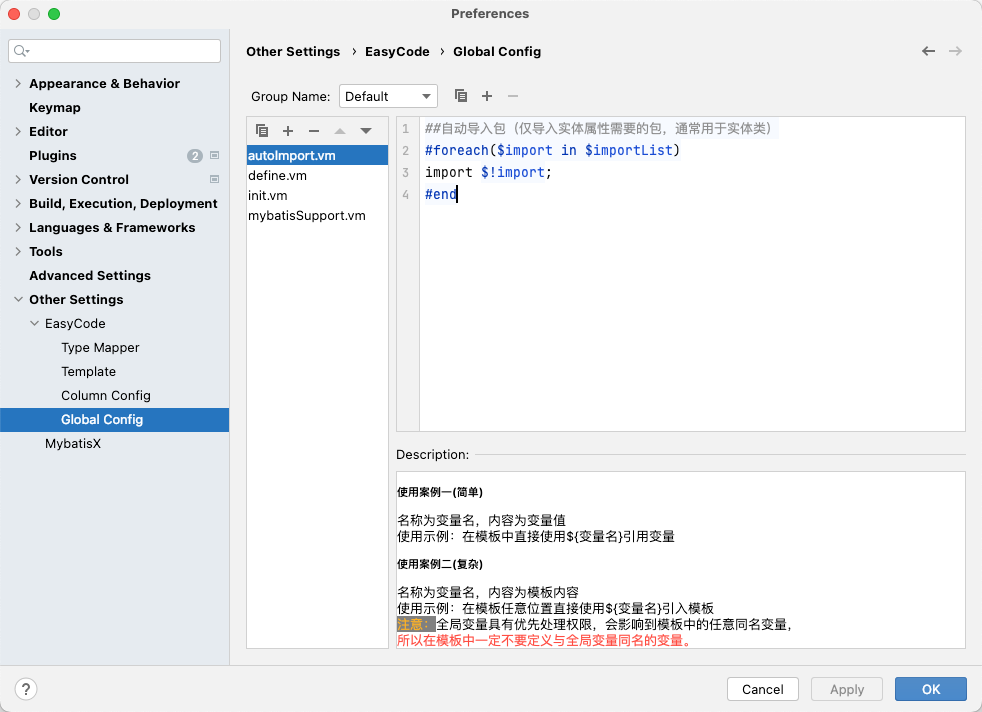 Preferences
Other Settings › EasyCode › Global Config
Appearance & Behavior
Keymap
Editor
Plugins 2
Version Control
Build, Execution, Deployment
Languages & Frameworks
Tools
Advanced Settings
Other Settings
EasyCode
Type Mapper
Template
Column Config
Global Config
MybatisX
Group Name: Default
autoImport.vm
define.vm
init.vm
mybatisSupport.vm
1 ##自动导入包（仅导入实体属性需要的包，通常用于实体类）
2 #foreach($import in $importList)
3 import $!import;
4 #end
Description:
使用案例一(简单)
名称为变量名，内容为变量值
使用示例：在模板中直接使用${变量名}引用变量
使用案例二(复杂)
名称为变量名，内容为模板内容
使用示例：在模板任意位置直接使用${变量名}引入模板
注意：全局变量具有优先处理权限，会影响到模板中的任意同名变量，
所以在模板中一定不要定义与全局变量同名的变量。
?
Cancel
Apply
OK